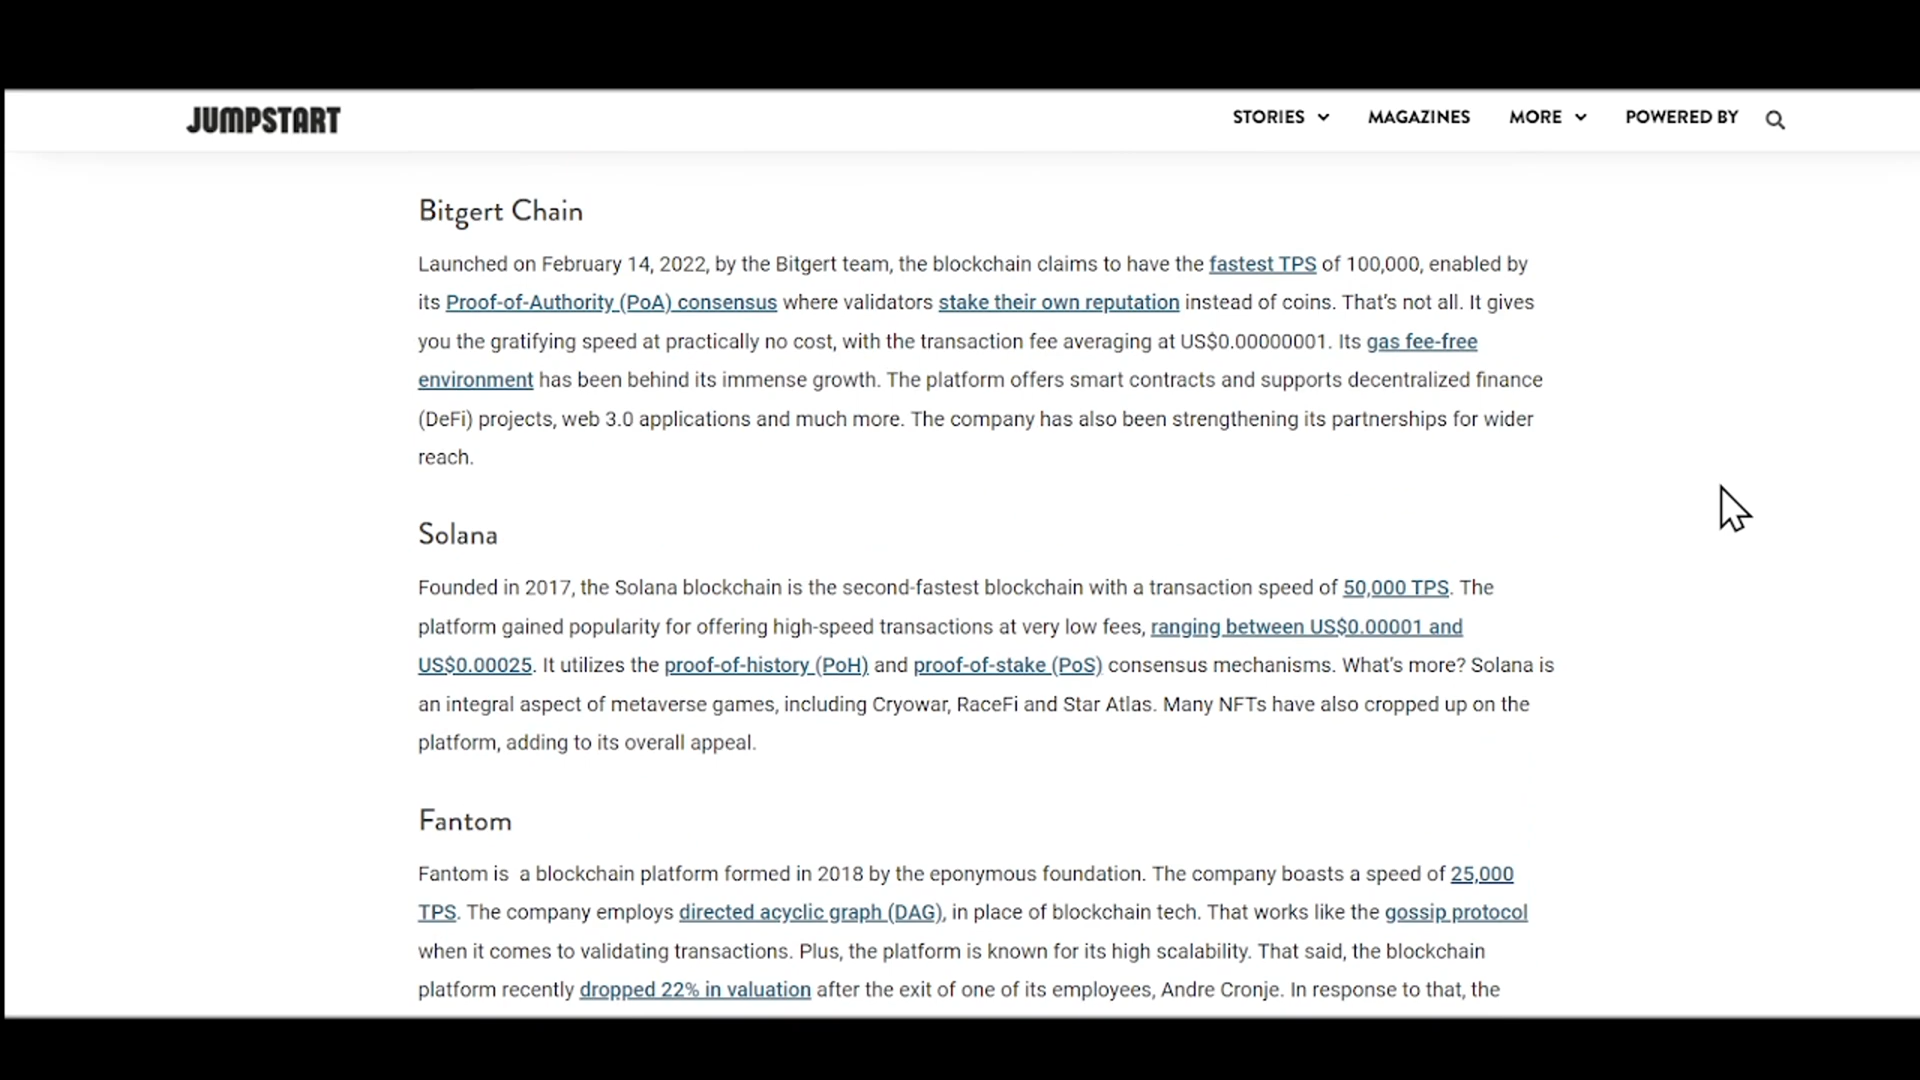 JUMPSTART
STORIES
MAGAZINES
MORE
POWERED BY
Bitgert Chain
Launched on February 14, 2022, by the Bitgert team, the blockchain claims to have the fastest TPS of 100,000, enabled by
its Proof-of-Authority (PoA) consensus where validators stake their own reputation instead of coins. That's not all. It gives
you the gratifying speed at practically no cost, with the transaction fee averaging at US$0.00000001. Its gas fee-free
environment has been behind its immense growth. The platform offers smart contracts and supports decentralized finance
(DeFi) projects, web 3.0 applications and much more. The company has also been strengthening its partnerships for wider
reach.
Solana
Founded in 2017, the Solana blockchain is the second-fastest blockchain with a transaction speed of 50,000 TPS. The
platform gained popularity for offering high-speed transactions at very low fees, ranging between US$0.00001 and
US$0.00025. It utilizes the proof-of-history (PoH) and proof-of-stake (PoS) consensus mechanisms. What's more? Solana is
an integral aspect of metaverse games, including Cryowar, RaceFi and Star Atlas. Many NFTs have also cropped up on the
platform, adding to its overall appeal.
Fantom
Fantom is a blockchain platform formed in 2018 by the eponymous foundation. The company boasts a speed of 25,000
TPS. The company employs directed acyclic graph (DAG), in place of blockchain tech. That works like the gossip protocol
when it comes to validating transactions. Plus, the platform is known for its high scalability. That said, the blockchain
platform recently dropped 22% in valuation after the exit of one of its employees, Andre Cronje. In response to that, the